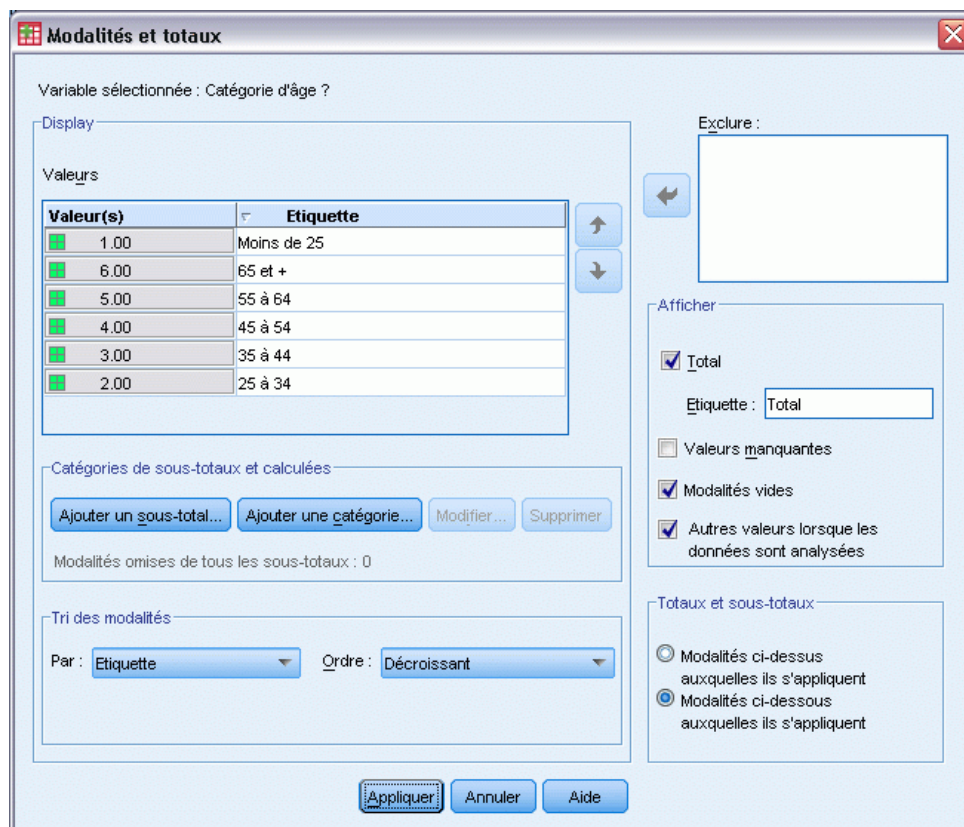 Modalités et totaux
Variable sélectionnée : Catégorie d'âge ?
Display
Valeurs
Valeur(s) Etiquette
1.00 Moins de 25
6.00 65 et +
5.00 55 à 64
4.00 45 à 54
3.00 35 à 44
2.00 25 à 34
Catégories de sous-totaux et calculées
Ajouter un sous-total... Ajouter une catégorie... Modifier... Supprimer
Modalités omises de tous les sous-totaux : 0
Tri des modalités
Par : Etiquette Ordre : Décroissant
Exclure :
Afficher
Total
Etiquette : Total
Valeurs manquantes
Modalités vides
Autres valeurs lorsque les
données sont analysées
Totaux et sous-totaux
Modalités ci-dessus
auxquelles ils s'appliquent
Modalités ci-dessous
auxquelles ils s'appliquent
Appliquer Annuler Aide